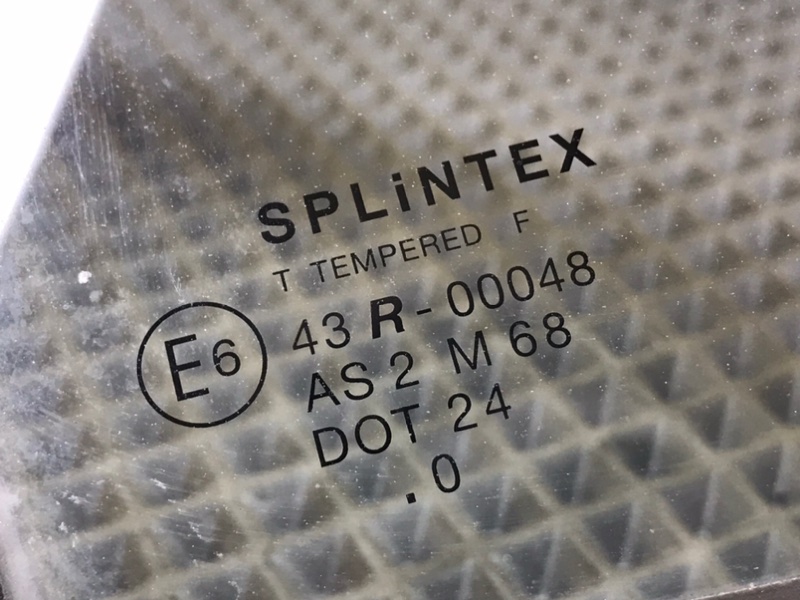 SPLiNTEX
T TEMPERED F
E6
43 R-00048
AS2 M68
DOT 24
.0